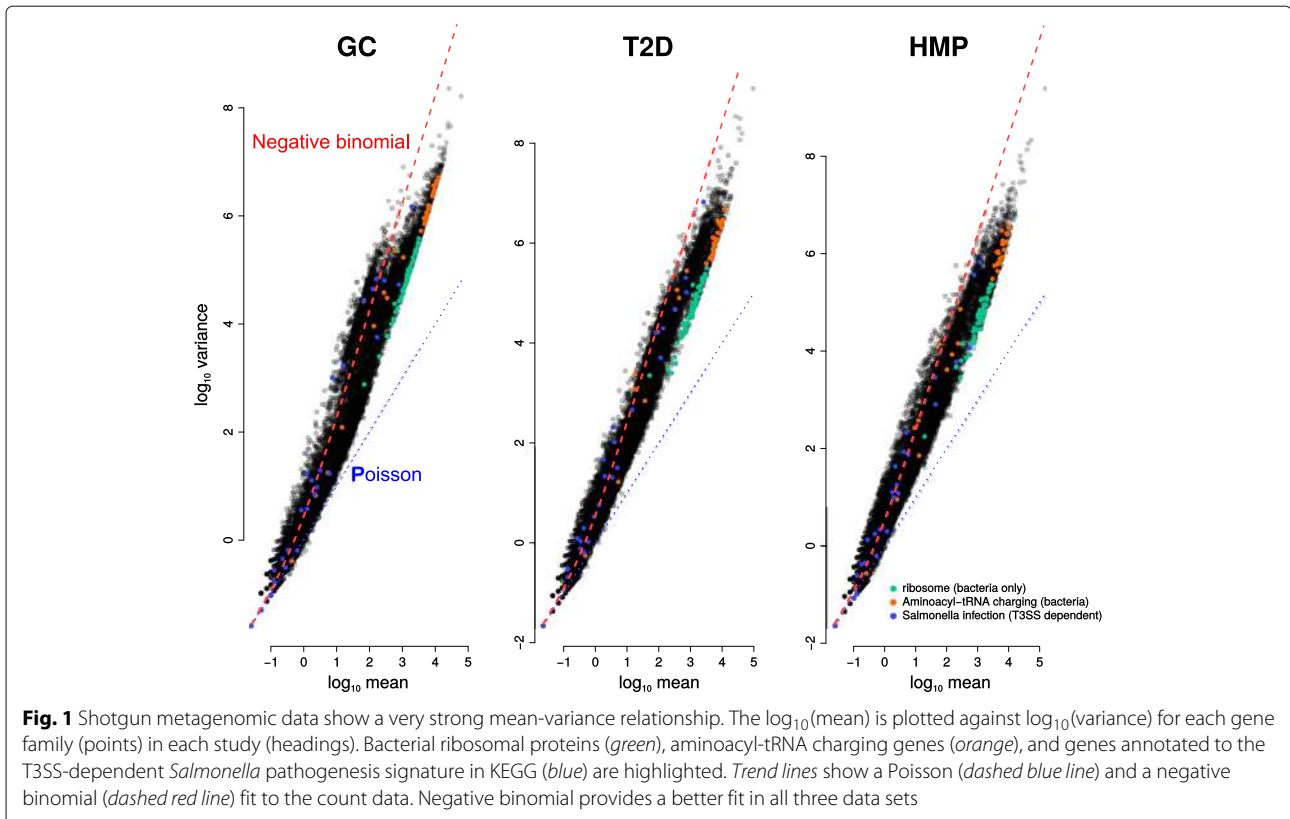 GC
T2D
HMP
Negative binomial
Poisson
log10 variance
8
6
4
2
0
−1 0 1 2 3 4 5
log10 mean
8
6
4
2
0
−2
−1 0 1 2 3 4 5
log10 mean
8
6
4
2
0
−2
−1 0 1 2 3 4 5
log10 mean
ribosome (bacteria only)
Aminoacyl−tRNA charging (bacteria)
Salmonella infection (T3SS dependent)
Fig. 1 Shotgun metagenomic data show a very strong mean-variance relationship. The log10(mean) is plotted against log10(variance) for each gene
family (points) in each study (headings). Bacterial ribosomal proteins (green), aminoacyl-tRNA charging genes (orange), and genes annotated to the
T3SS-dependent Salmonella pathogenesis signature in KEGG (blue) are highlighted. Trend lines show a Poisson (dashed blue line) and a negative
binomial (dashed red line) fit to the count data. Negative binomial provides a better fit in all three data sets